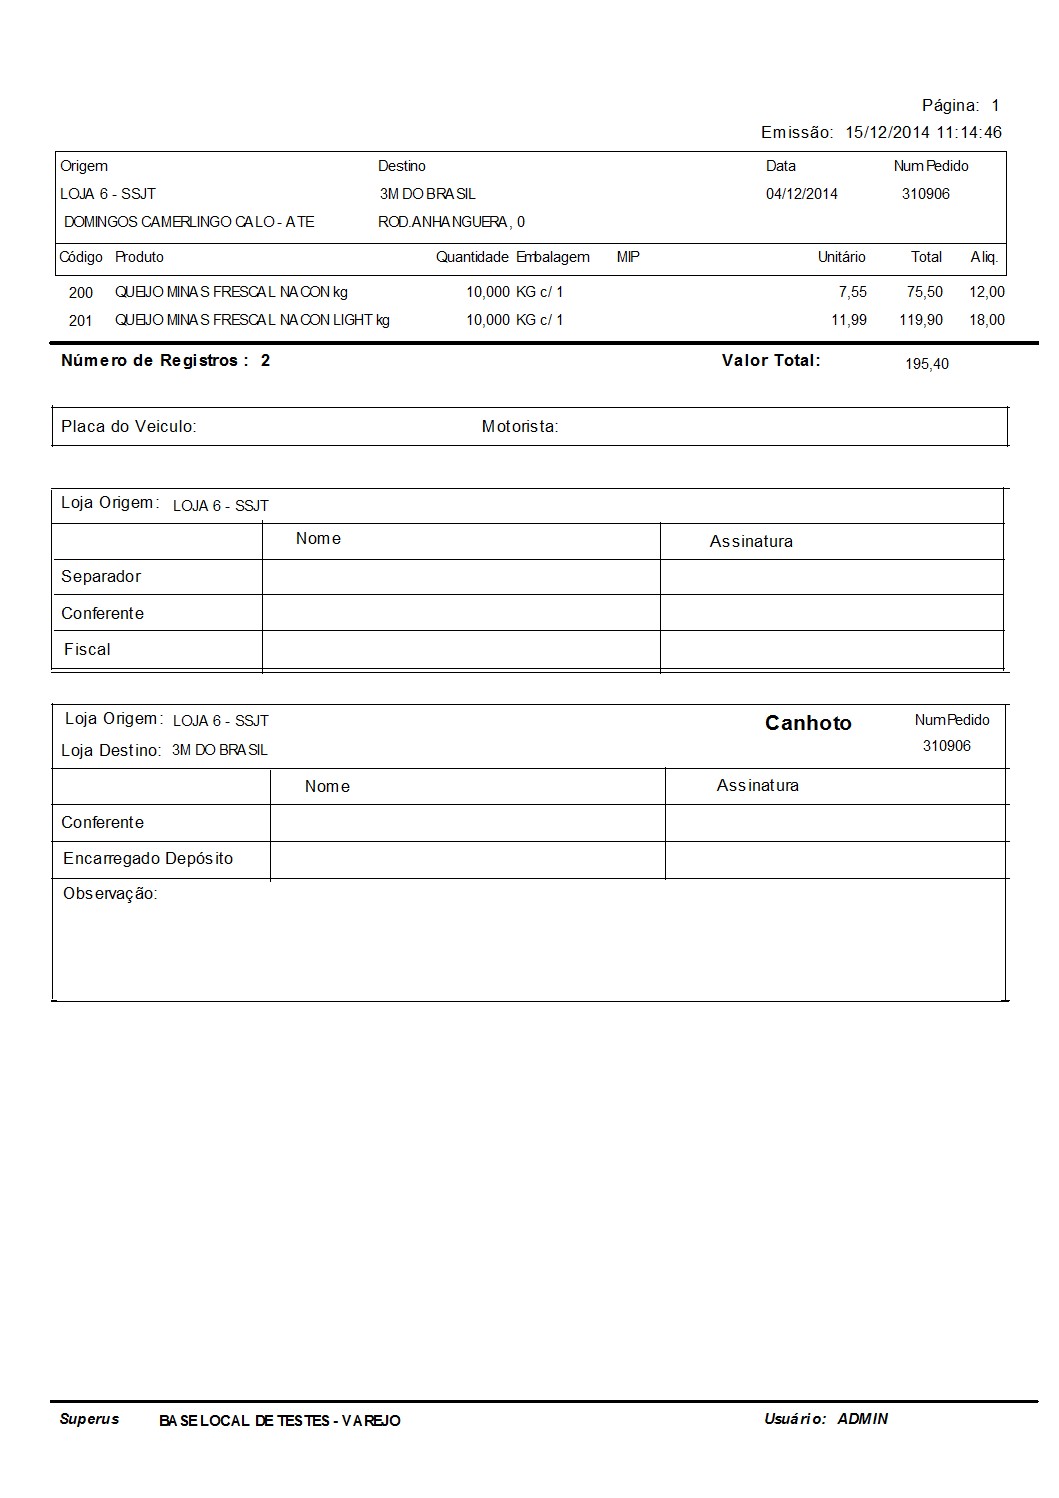 Página: 1
Emissão: 15/12/2014 11:14:46
Origem Destino Data Num Pedido
LOJA 6 - SSJT 3M DO BRASIL 04/12/2014 310906
DOMINGOS CAMERLINGO CALO - ATE ROD.ANHANGUERA, 0
Código Produto Quantidade Embalagem MIP Unitário Total Aliq.
200 QUEIJO MINAS FRESCAL NACON kg 10,000 KG c/ 1 7,55 75,50 12,00
201 QUEIJO MINAS FRESCAL NACON LIGHT kg 10,000 KG c/ 1 11,99 119,90 18,00
Número de Registros : 2 Valor Total: 195,40
Placa do Veiculo: Motorista:
Loja Origem: LOJA 6 - SSJT
Nome Assinatura
Separador
Conferente
Fiscal
Loja Origem: LOJA 6 - SSJT Canhoto Num Pedido
Loja Destino: 3M DO BRASIL 310906
Nome Assinatura
Conferente
Encarregado Depósito
Observação:
Superus BASE LOCAL DE TESTES - VAREJO Usuário: ADMIN